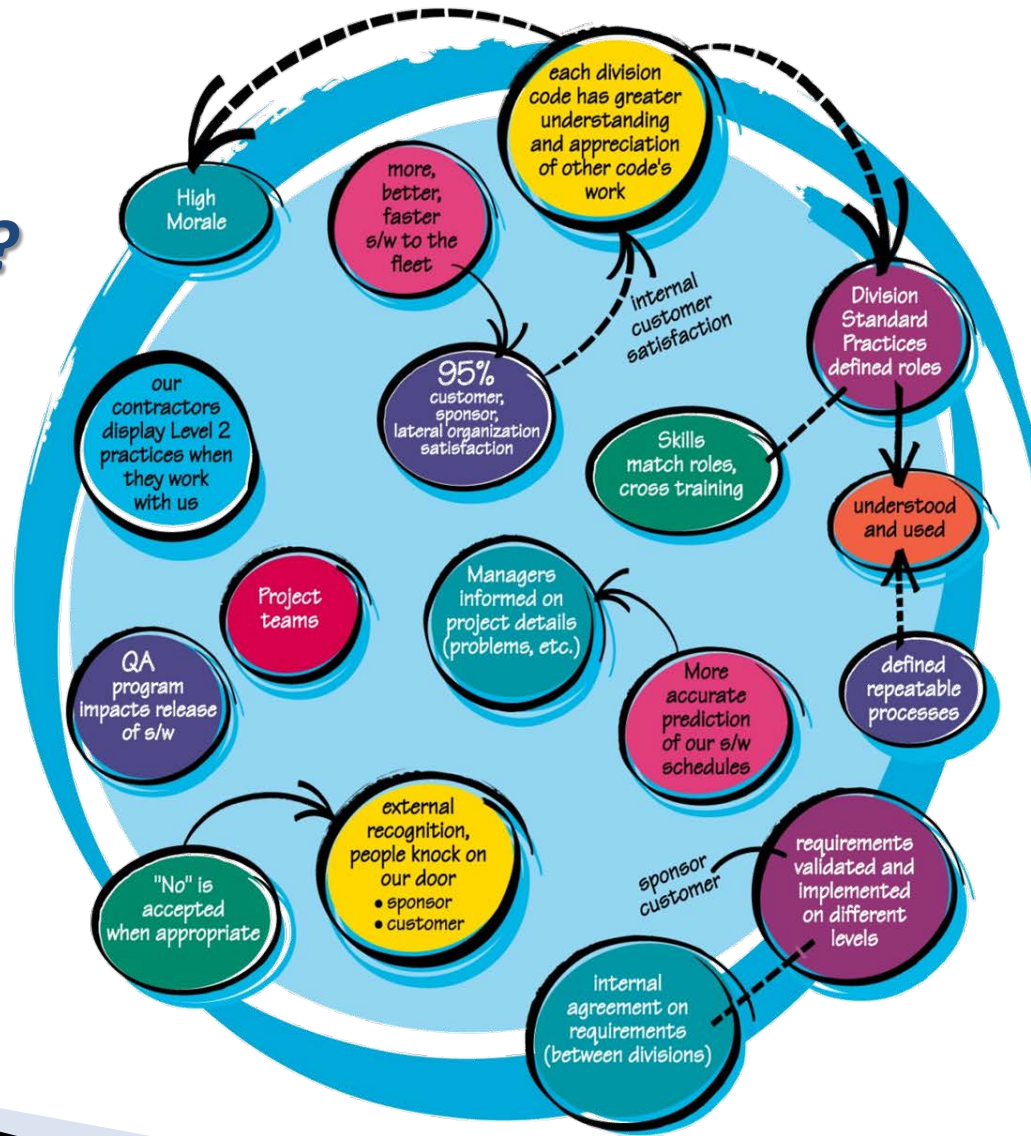 ?
each division
code has greater
understanding
and appreciation
of other code's
work
High
Morale
more,
better,
faster
s/w to the
fleet
internal
customer
satisfaction
Division
Standard
Practices
defined roles
our
contractors
display Level 2
practices when
they work
with us
95%
customer,
sponsor,
lateral organization
satisfaction
Skills
match roles,
cross training
understood
and used
Project
teams
Managers
informed on
project details
(problems, etc.)
QA
program
impacts release
of s/w
More
accurate
prediction
of our s/w
schedules
defined
repeatable
processes
"No" is
accepted
when appropriate
external
recognition,
people knock on
our door
• sponsor
• customer
sponsor
customer
requirements
validated and
implemented
on different
levels
internal
agreement on
requirements
(between divisions)